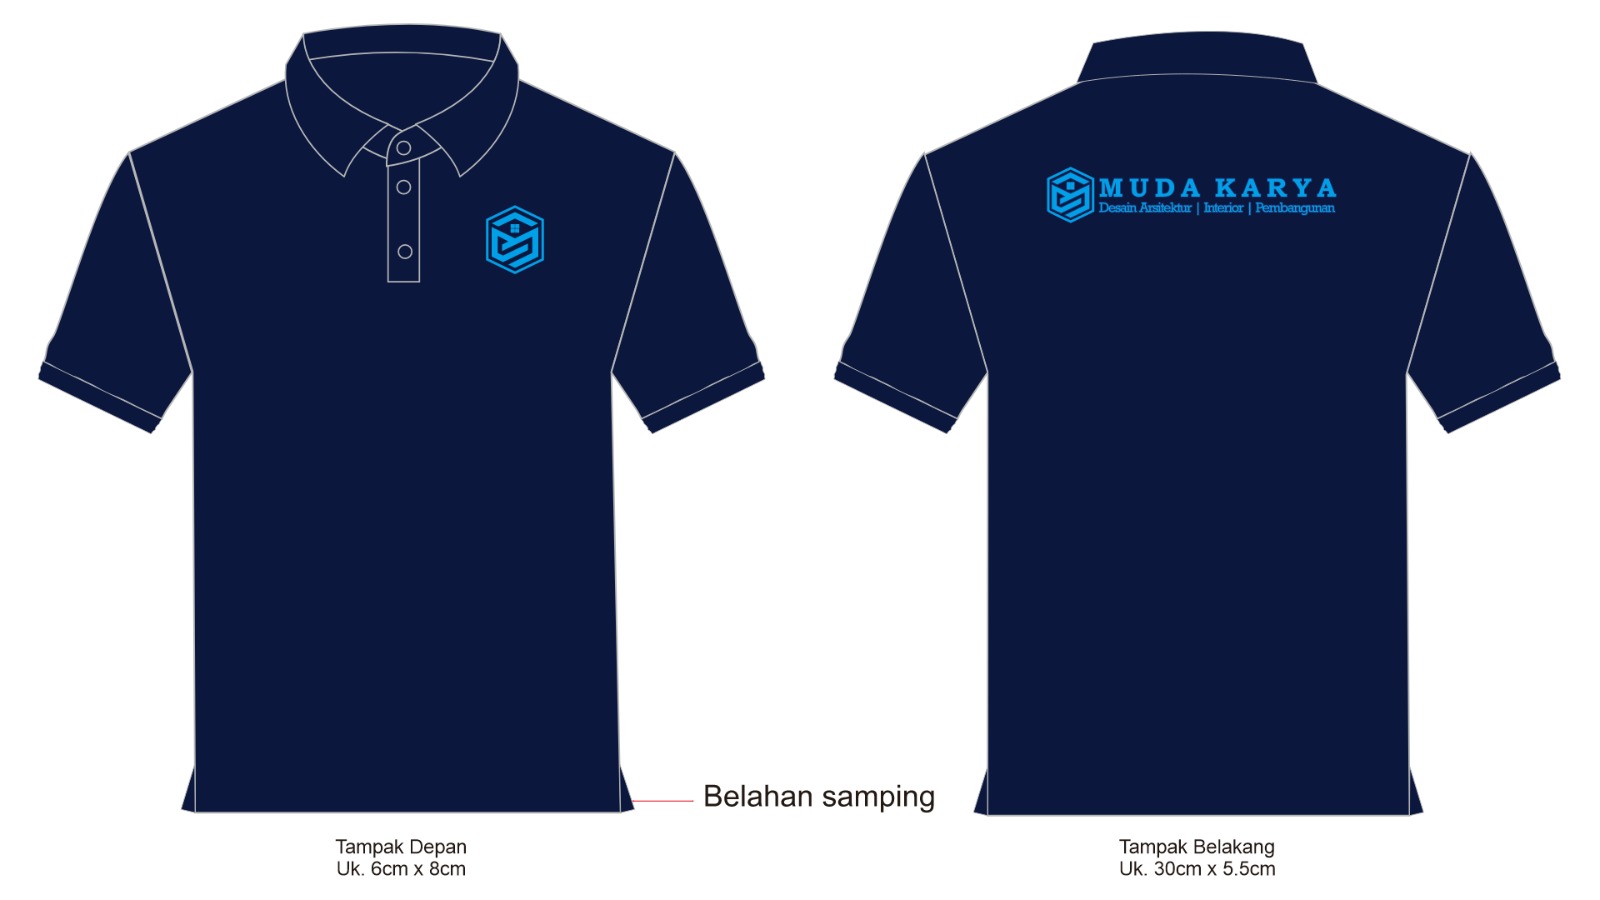 MUDA KARYA
Desain Arsitektur | Interior | Pembangunan
Belahan samping
Tampak Depan
Uk. 6cm x 8cm
Tampak Belakang
Uk. 30cm x 5.5cm